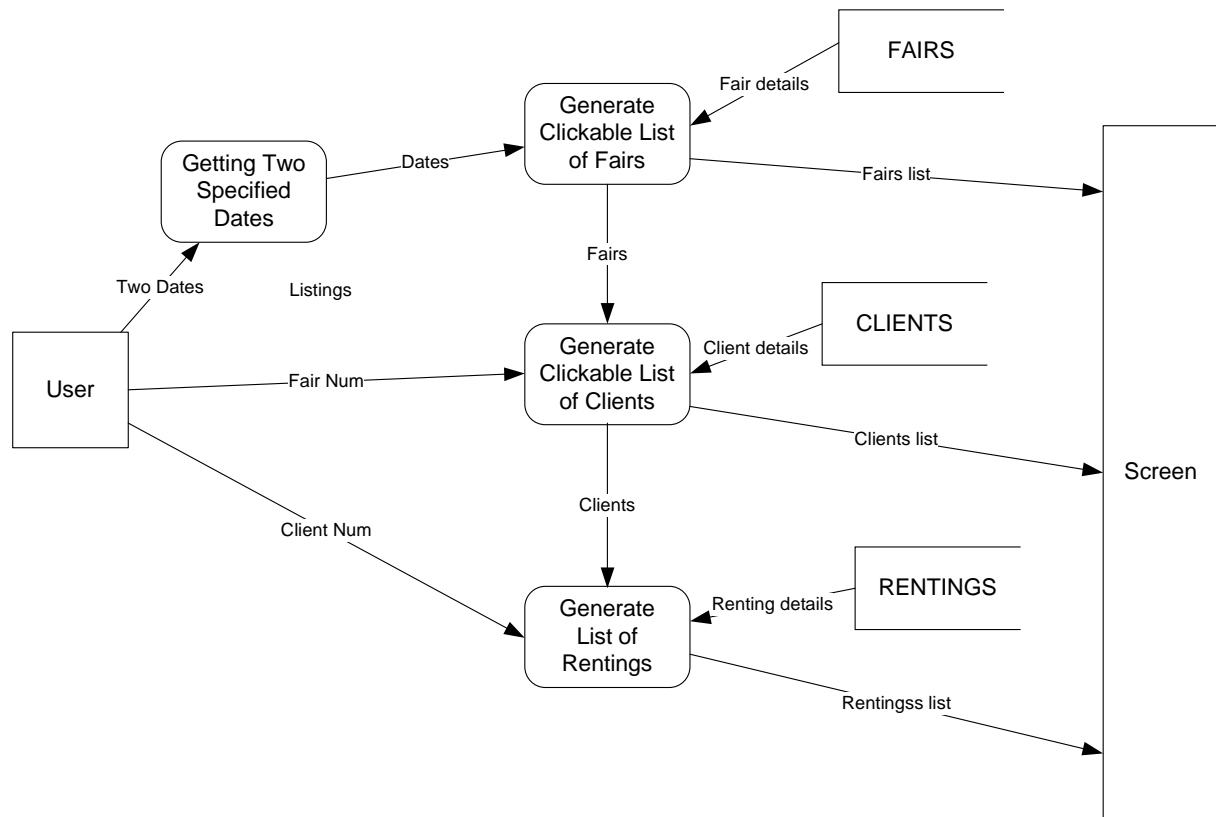 FAIRS
Fair details
Generate
Clickable List
of Fairs
Getting Two
Specified
Dates
Dates
Fairs list
Fairs
Two Dates
Listings
CLIENTS
Client details
Generate
Clickable List
of Clients
User
Fair Num
Clients list
Screen
Clients
Client Num
RENTINGS
Renting details
Generate
List of
Rentings
Rentingss list